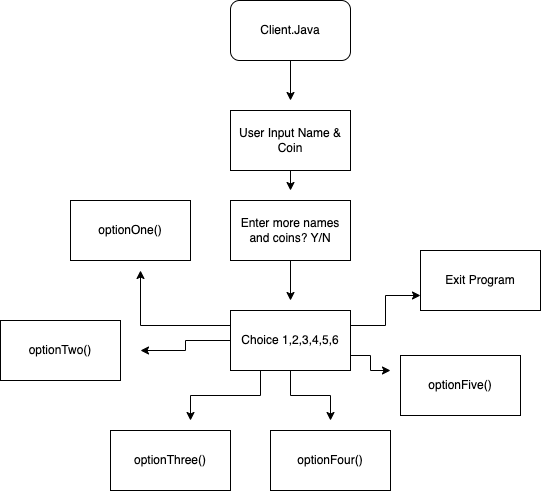 Client.Java
User Input Name &
Coin
Enter more names
and coins? Y/N
optionOne()
Exit Program
Choice 1,2,3,4,5,6
optionTwo()
optionFive()
optionThree()
optionFour()